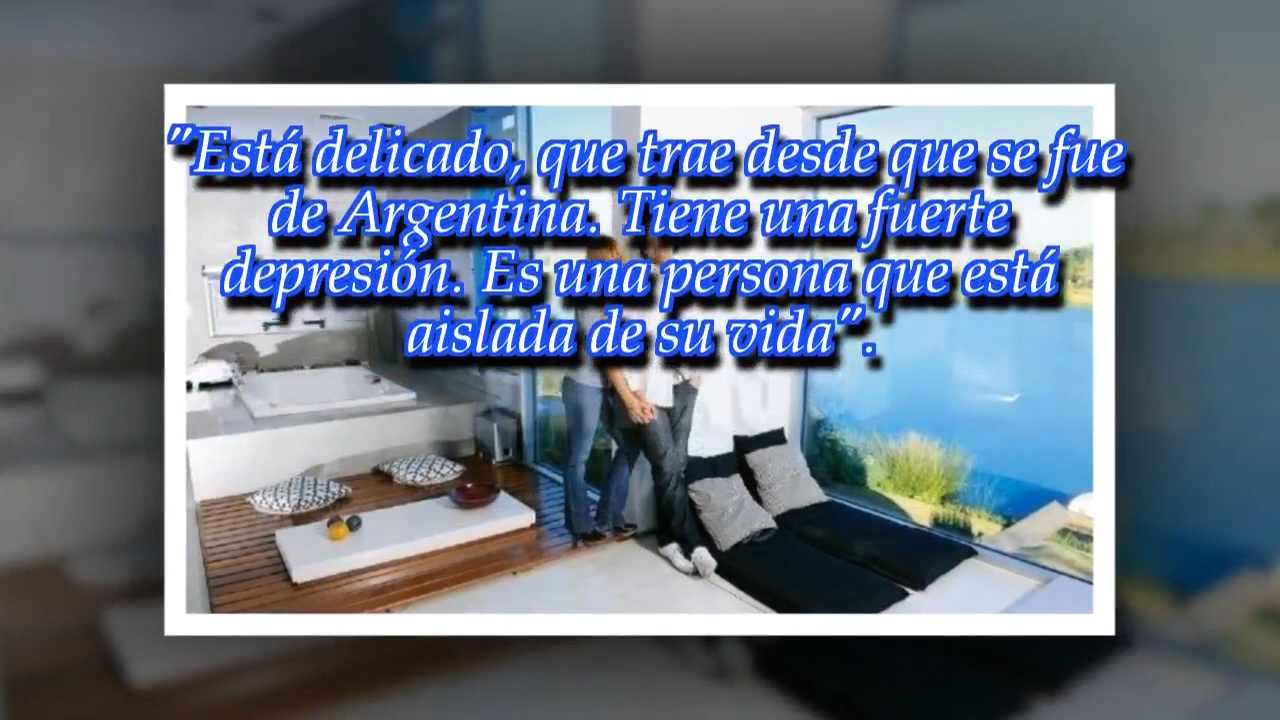 "Está delicado, que trae desde que se fue
de Argentina. Tiene una fuerte
depresión. Es una persona que está
aislada de su vida".